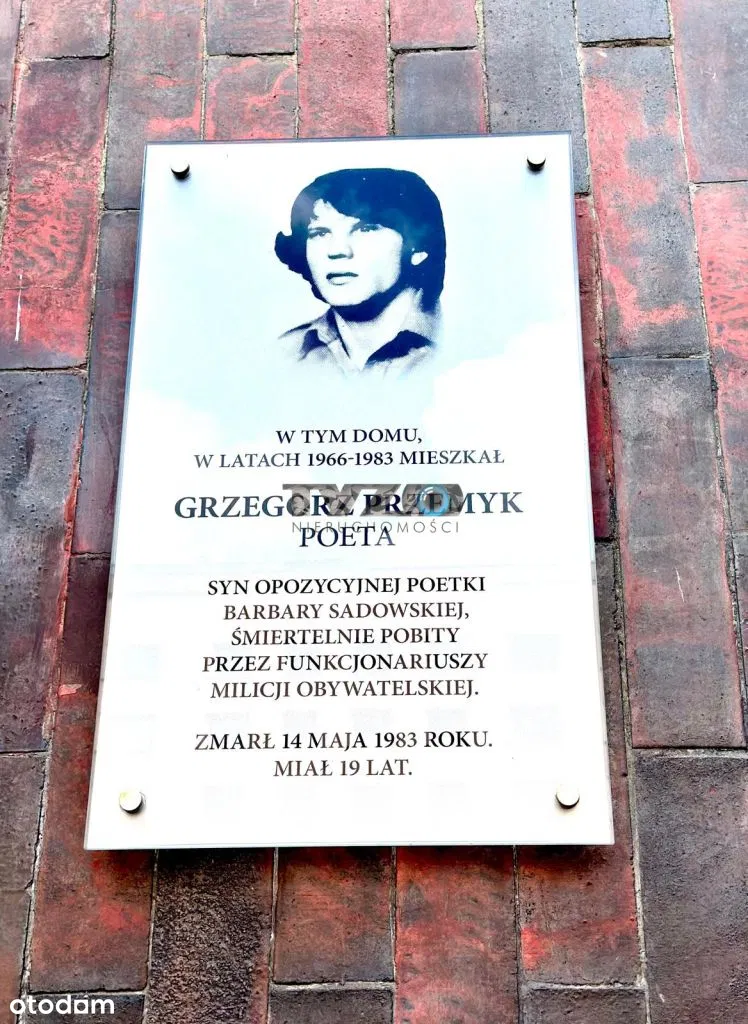 W TYM DOMU,
W LATACH 1966-1983 MIESZKAŁ
GRZEGORZ PRZEMYK
NIERUCHOMOŚCI
POETA
SYN OPOZYCYJNEJ POETKI
BARBARY SADOWSKIEJ,
ŚMIERTELNIE POBITY
PRZEZ FUNKCJONARIUSZY
MILICJI OBYWATELSKIEJ.
ZMARŁ 14 MAJA 1983 ROKU.
MIAŁ 19 LAT.
otodom